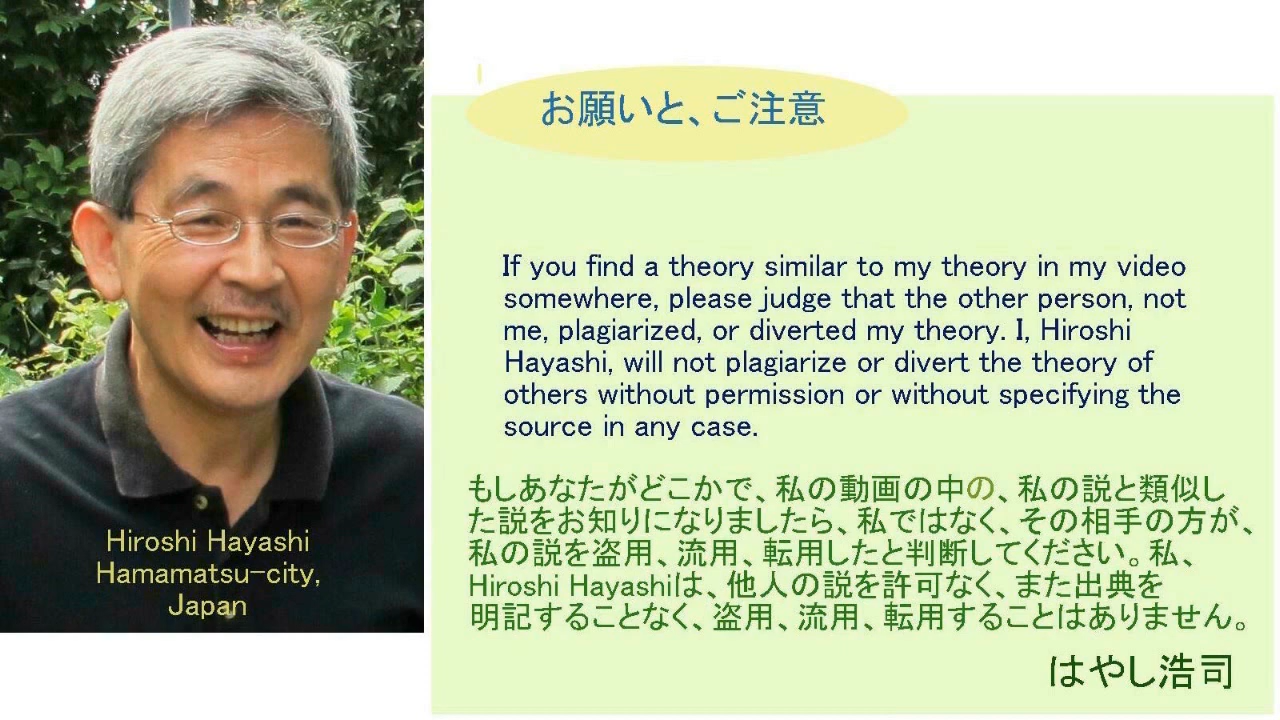 お願いと、ご注意
If you find a theory similar to my theory in my video
somewhere, please judge that the other person, not
me, plagiarized, or diverted my theory. I, Hiroshi
Hayashi, will not plagiarize or divert the theory of
others without permission or without specifying the
source in any case.
もしあなたがどこかで、私の動画の中の、私の説と類似し
た説をお知りになりましたら、私ではなく、その相手の方が、
私の説を盗用、流用、転用したと判断してください。私、
Hiroshi Hayashiは、他人の説を許可なく、また出典を
明記することなく、盗用、流用、転用することはありません。
はやし浩司
Hiroshi Hayashi
Hamamatsu-city,
Japan